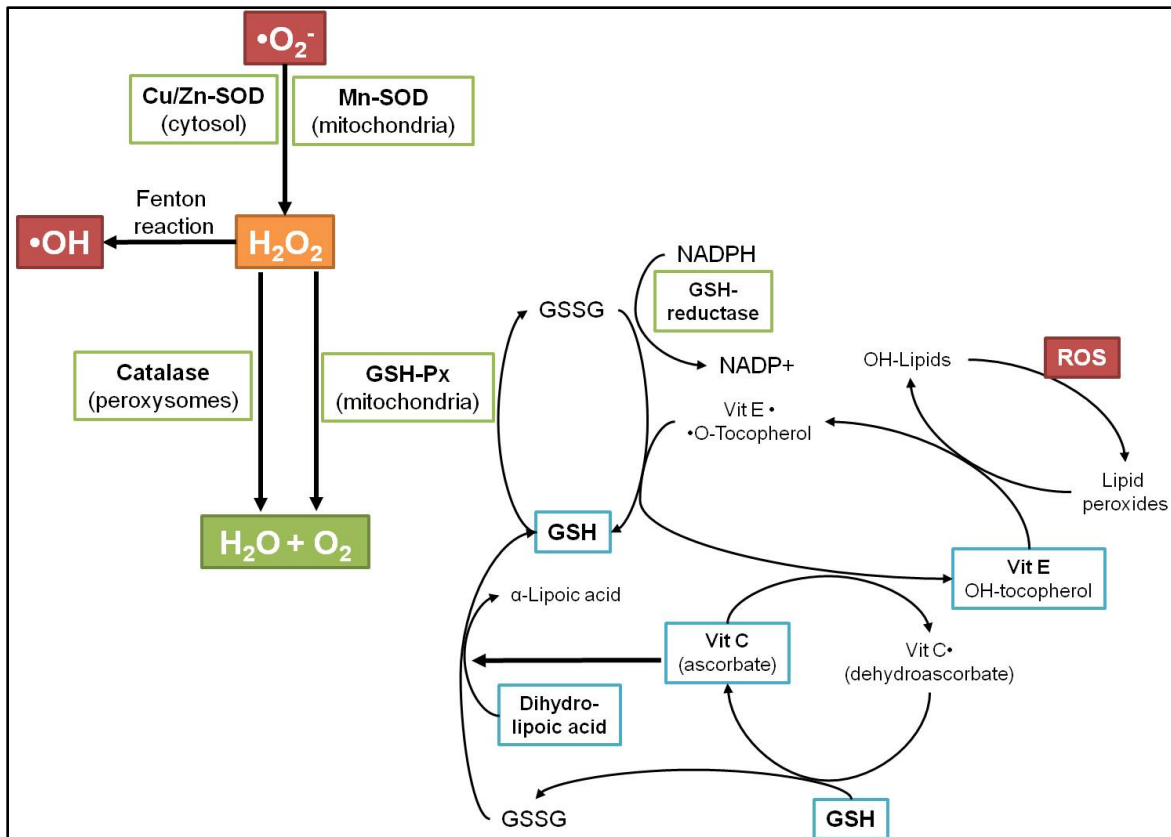 •O₂⁻
Cu/Zn-SOD
(cytosol)
Mn-SOD
(mitochondria)
Fenton
reaction
•OH
H₂O₂
NADPH
GSH-
reductase
GSSG
NADP+
Catalase
(peroxysomes)
GSH-Px
(mitochondria)
OH-Lipids
ROS
Vit E •
•O-Tocopherol
Lipid
peroxides
H₂O + O₂
GSH
Vit E
OH-tocopherol
α-Lipoic acid
Vit C
(ascorbate)
Vit C•
(dehydroascorbate)
Dihydro-
lipoic acid
GSSG
GSH